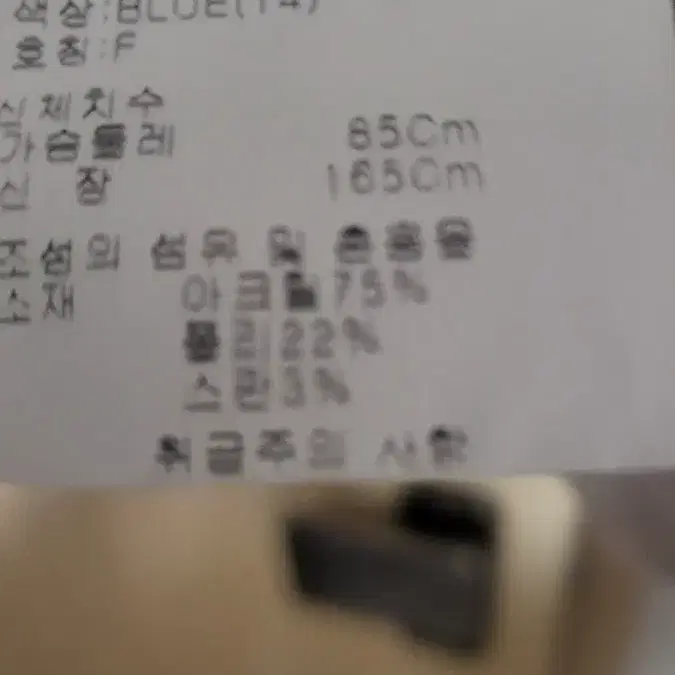 색상:BLUE(14)
호칭:F
신체치수
가슴둘레 85Cm
신 장 165Cm
조성의 섬유 및 혼용율
소재 아크릴75%
폴리22%
스판3%
취급주의 사항